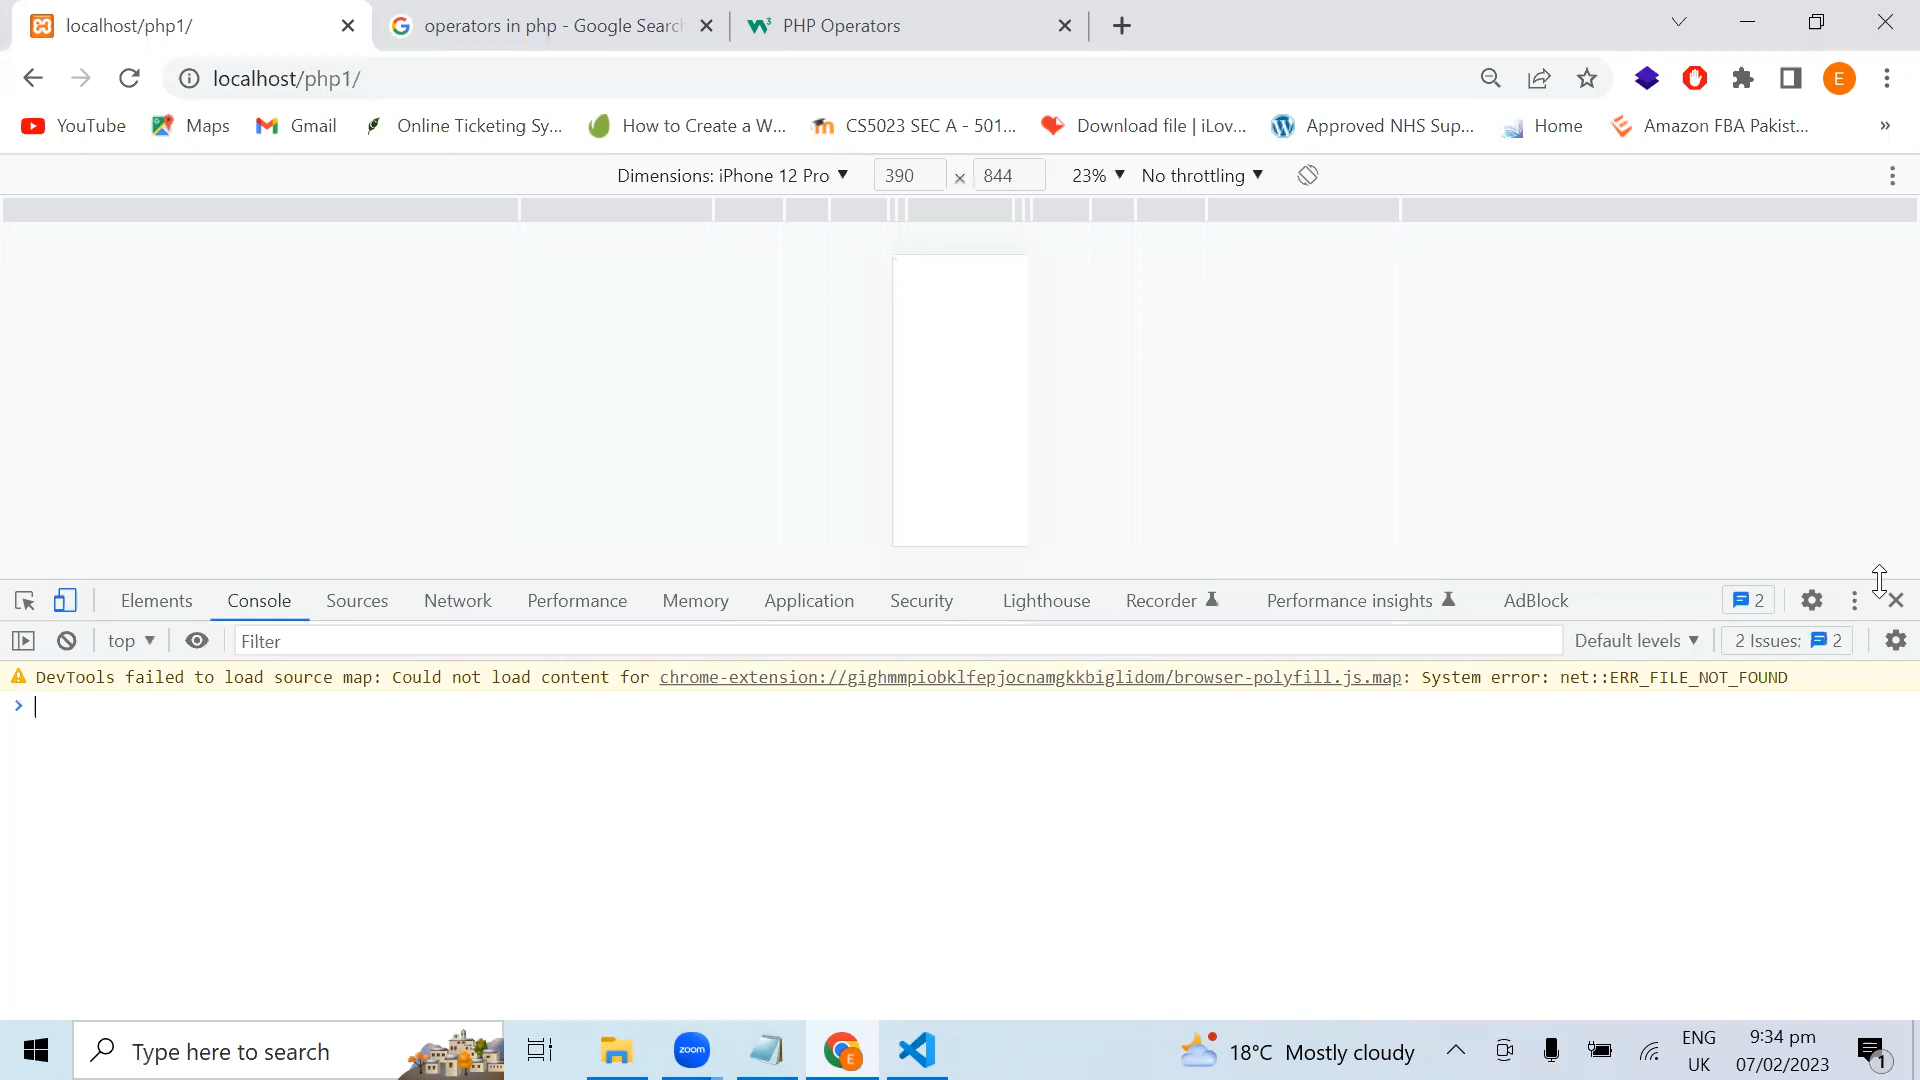 localhost/php1/
operators in php - Google Searc
PHP Operators
localhost/php1/
E
YouTube
Maps
Gmail
Online Ticketing Sy...
How to Create a W...
CS5023 SEC A - 501...
Download file | iLov...
Approved NHS Sup...
Home
Amazon FBA Pakist...
»
Dimensions: iPhone 12 Pro
390 × 844
23%
No throttling
Elements
Console
Sources
Network
Performance
Memory
Application
Security
Lighthouse
Recorder
Performance insights
AdBlock
2
top
Filter
Default levels
2 Issues: 2
DevTools failed to load source map: Could not load content for chrome-extension://gighmmpiobklfepjocnamgkkbiglidom/browser-polyfill.js.map: System error: net::ERR_FILE_NOT_FOUND
Type here to search
zoom
E
18°C Mostly cloudy
ENG
UK
9:34 pm
07/02/2023
1